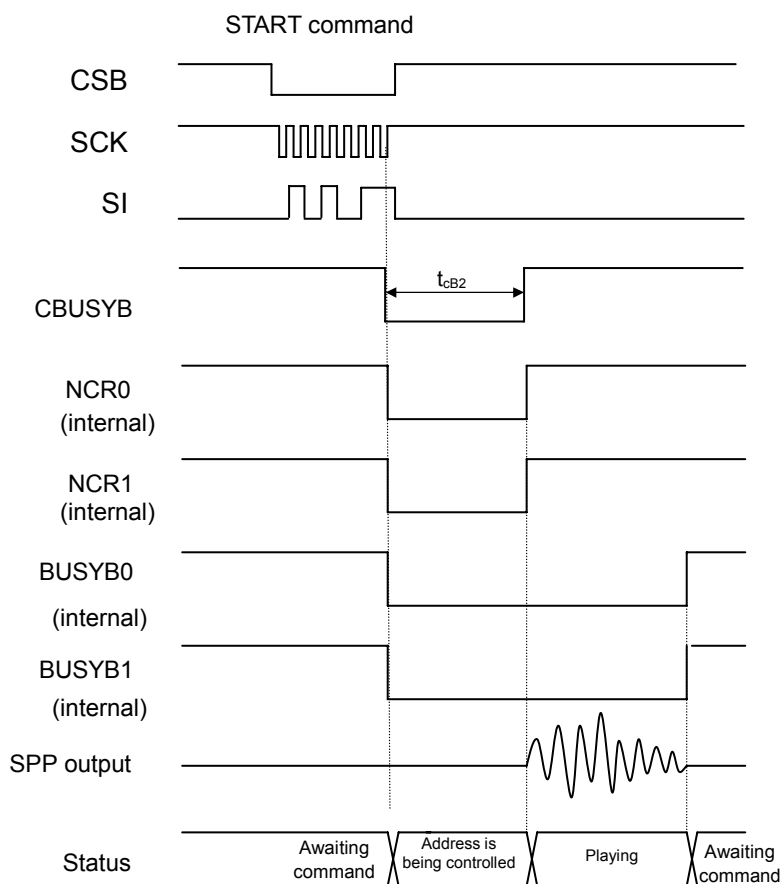 START command
CSB
SCK
SI
tcB2
CBUSYB
NCR0
(internal)
NCR1
(internal)
BUSYB0
(internal)
BUSYB1
(internal)
SPP output
Status
Awaiting
command
Address is
being controlled
Playing
Awaiting
command